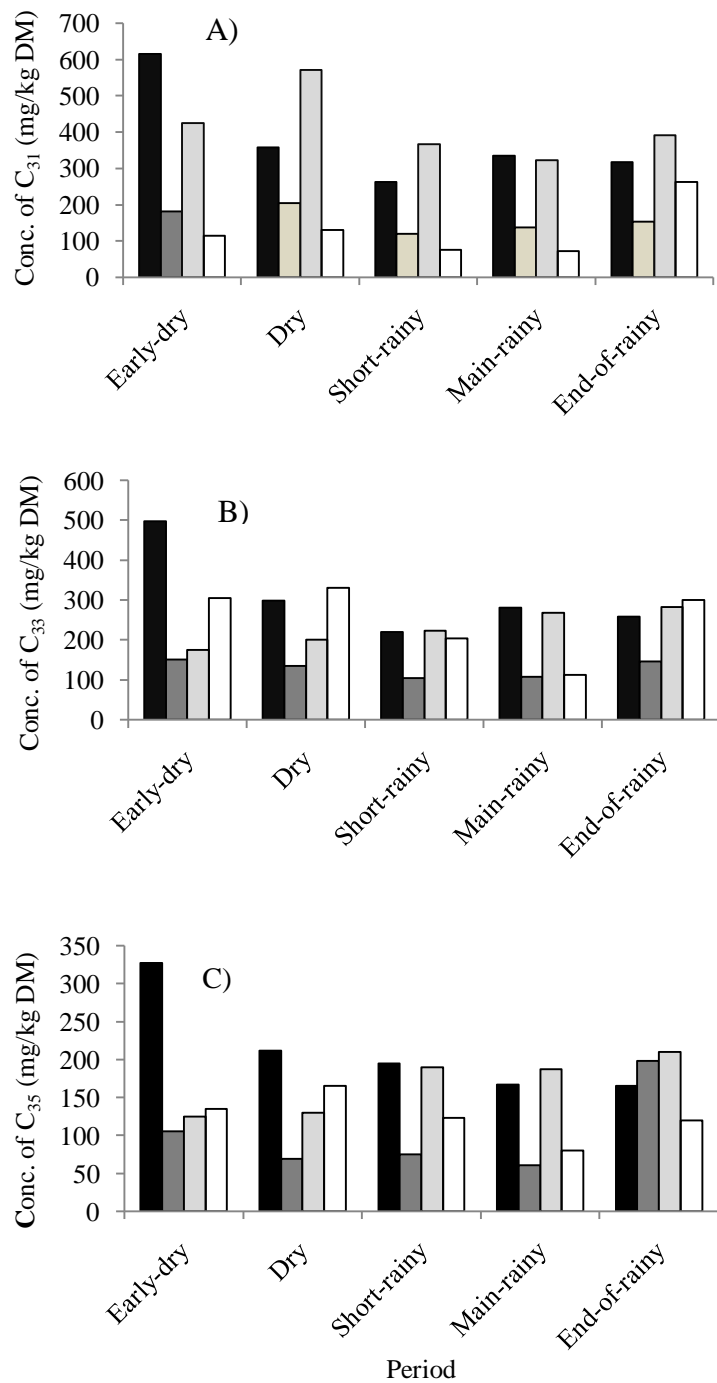 A)
Conc. of C₃₁ (mg/kg DM)
700
600
500
400
300
200
100
0
Early-dry
Dry
Short-rainy
Main-rainy
End-of-rainy
B)
Conc. of C₃₃ (mg/kg DM)
600
500
400
300
200
100
0
Early-dry
Dry
Short-rainy
Main-rainy
End-of-rainy
C)
Conc. of C₃₅ (mg/kg DM)
350
300
250
200
150
100
50
0
Early-dry
Dry
Short-rainy
Main-rainy
End-of-rainy
Period